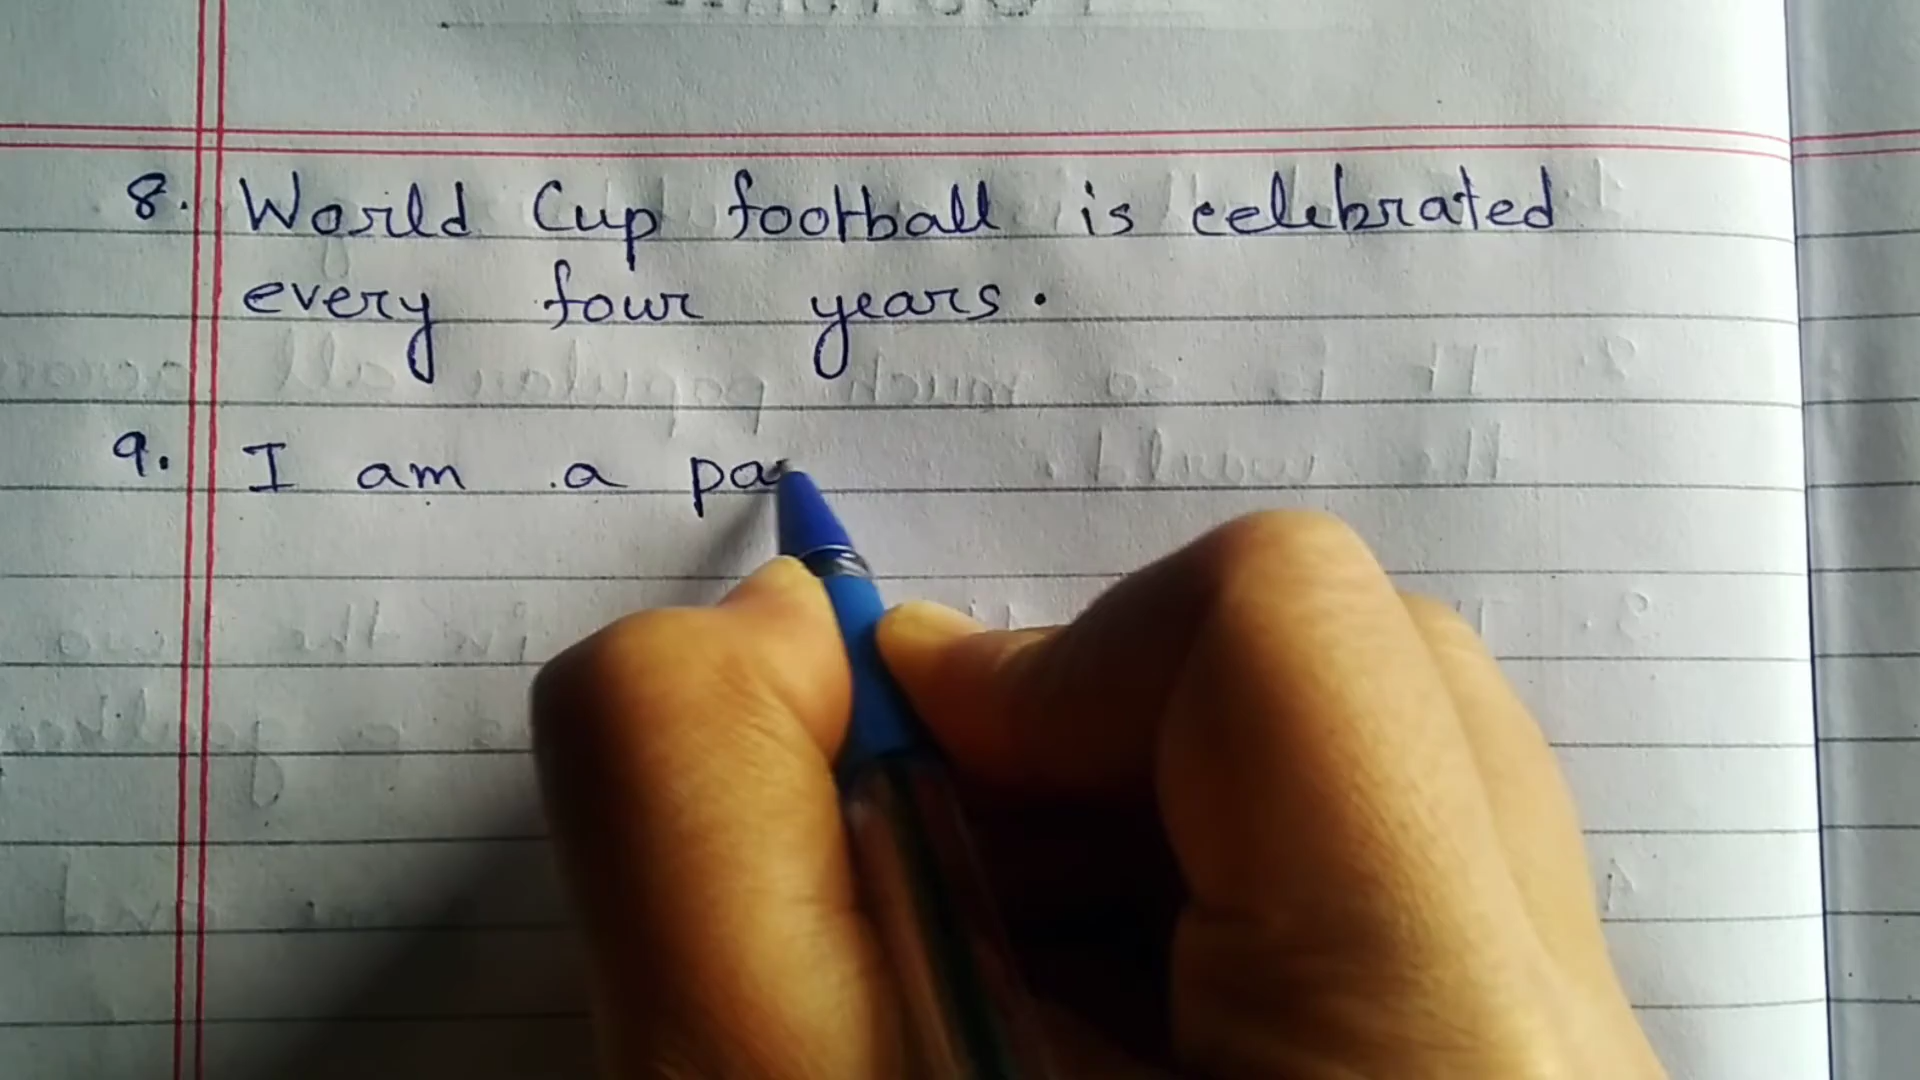 8. World Cup football is celebrated
every four years.
9. I am a pa